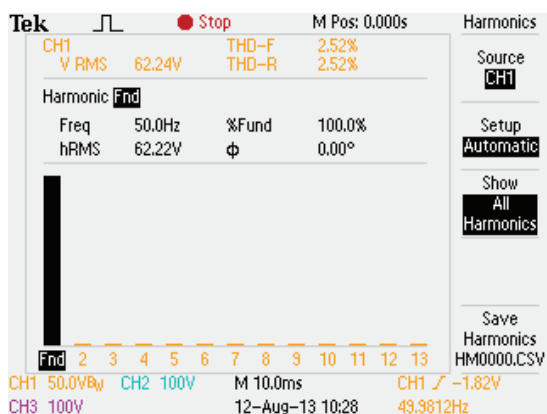 Tek Stop M Pos: 0.000s Harmonics
CH1 THD-F 2.52%
V RMS 62.24V THD-R 2.52%
Source
CH1
Harmonic Fnd
Freq 50.0Hz %Fund 100.0%
hRMS 62.22V ϕ 0.00°
Setup
Automatic
Show
All
Harmonics
Save
Harmonics
HM0000.CSV
Fnd 2 3 4 5 6 7 8 9 10 11 12 13
CH1 50.0VBW CH2 100V M 10.0ms CH1 -1.82V
CH3 100V 12-Aug-13 10:28 49.9812Hz